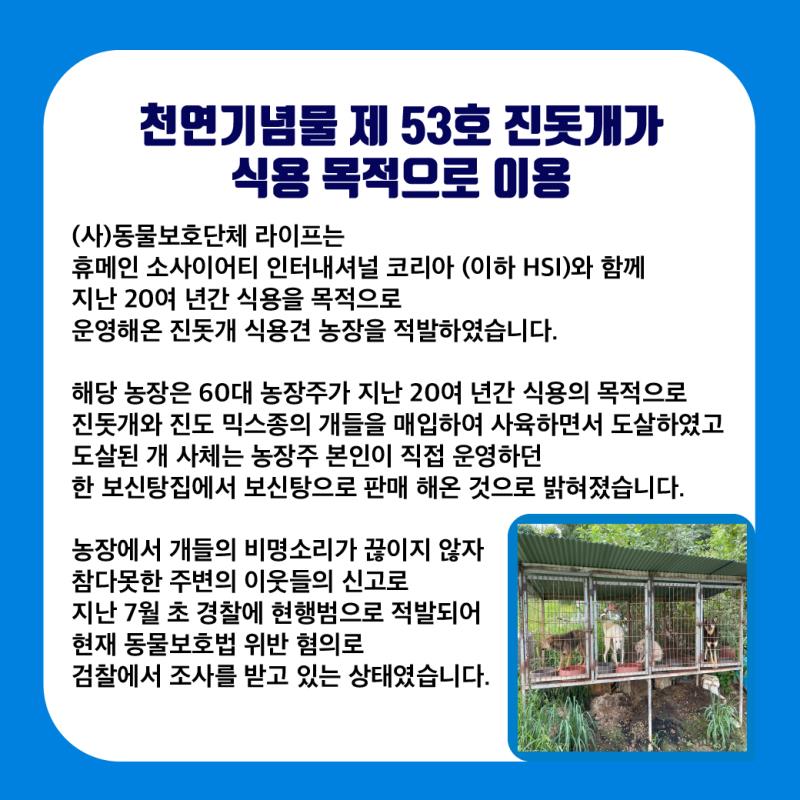 천연기념물 제 53호 진돗개가
식용 목적으로 이용
(사)동물보호단체 라이프는
휴메인 소사이어티 인터내셔널 코리아 (이하 HSI)와 함께
지난 20여 년간 식용을 목적으로
운영해온 진돗개 식용견 농장을 적발하였습니다.
해당 농장은 60대 농장주가 지난 20여 년간 식용의 목적으로
진돗개와 진도 믹스종의 개들을 매입하여 사육하면서 도살하였고
도살된 개 사체는 농장주 본인이 직접 운영하던
한 보신탕집에서 보신탕으로 판매 해온 것으로 밝혀졌습니다.
농장에서 개들의 비명소리가 끊이지 않자
참다못한 주변의 이웃들의 신고로
지난 7월 초 경찰에 현행범으로 적발되어
현재 동물보호법 위반 혐의로
검찰에서 조사를 받고 있는 상태였습니다.